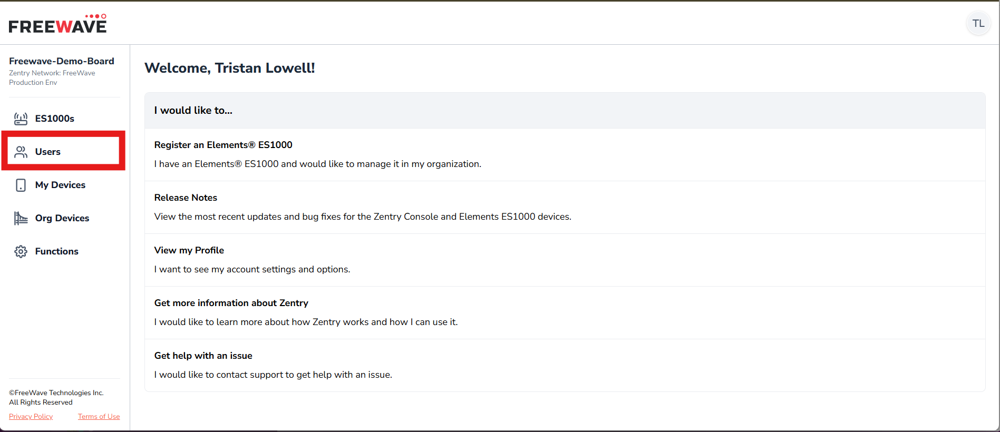 FREEWAVE
TL
Freewave-Demo-Board
Zentry Network: FreeWave
Production Env
ES1000s
Users
My Devices
Org Devices
Functions
©FreeWave Technologies Inc.
All Rights Reserved
Privacy Policy
Terms of Use
Welcome, Tristan Lowell!
I would like to...
Register an Elements® ES1000
I have an Elements® ES1000 and would like to manage it in my organization.
Release Notes
View the most recent updates and bug fixes for the Zentry Console and Elements ES1000 devices.
View my Profile
I want to see my account settings and options.
Get more information about Zentry
I would like to learn more about how Zentry works and how I can use it.
Get help with an issue
I would like to contact support to get help with an issue.